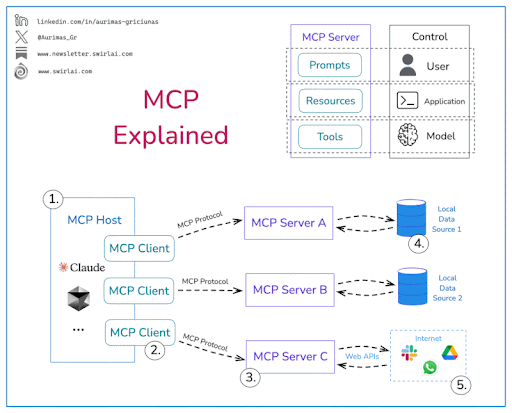 linkedin.com/in/aurimas-griciunas
@Aurimas_Gr
www.newsletter.swirlai.com
www.swirlai.com
MCP
Explained
MCP Server
Control
Prompts
User
Resources
Application
Tools
Model
1.
MCP Host
Claude
...
MCP Client
MCP Client
MCP Client
2.
MCP Protocol
MCP Protocol
MCP Protocol
MCP Server A
MCP Server B
MCP Server C
3.
Local
Data
Source 1
4.
Local
Data
Source 2
Web APIs
Internet
5.